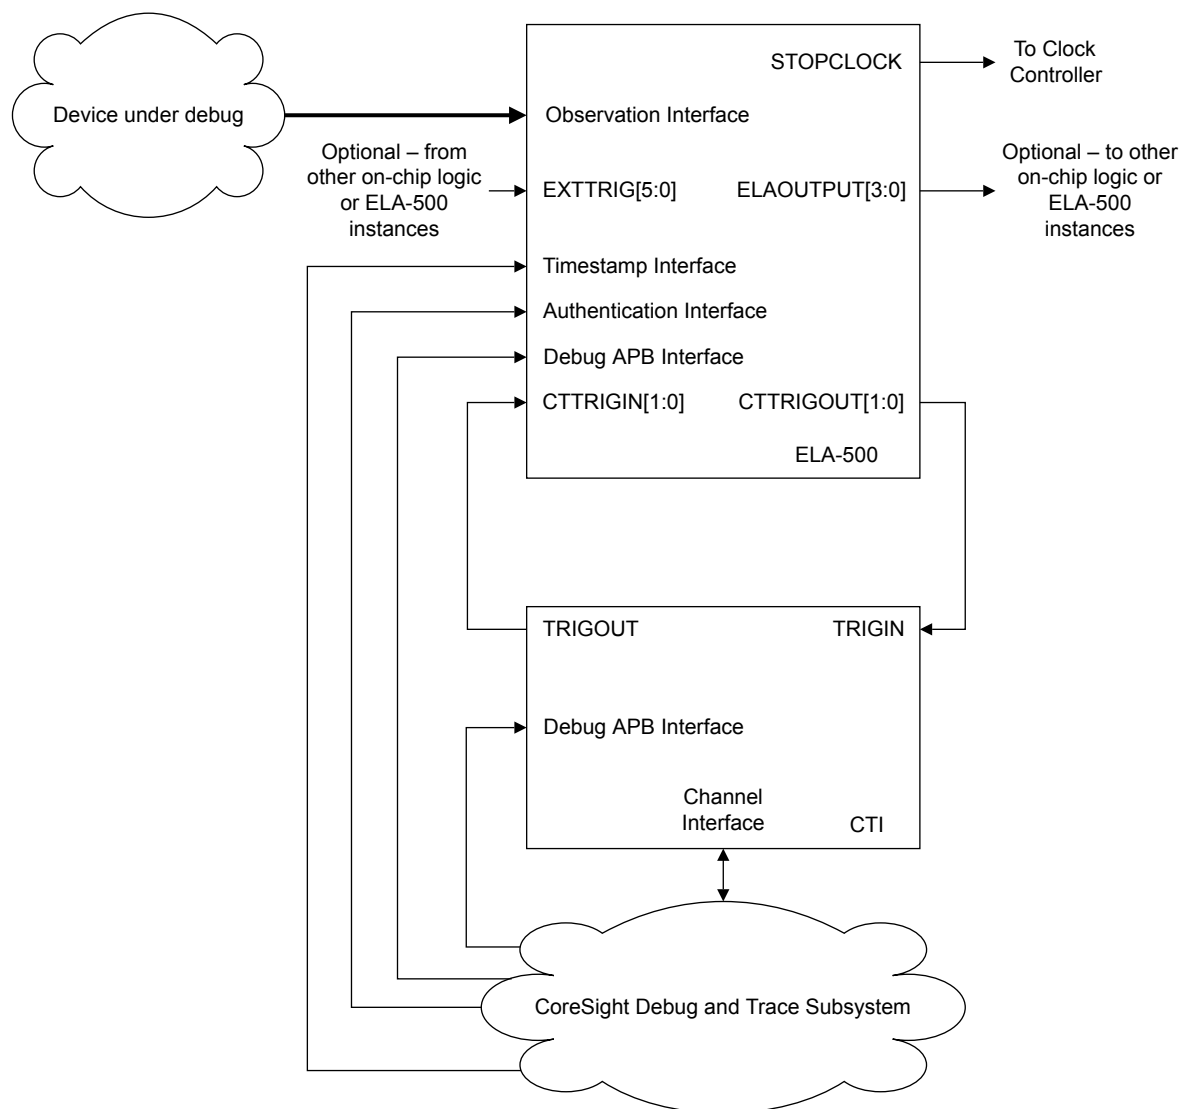 STOPCLOCK
To Clock
Controller
Device under debug
Observation Interface
Optional – from
other on-chip logic
or ELA-500
instances
EXTTRIG[5:0]
ELAOUTPUT[3:0]
Optional – to other
on-chip logic or
ELA-500
instances
Timestamp Interface
Authentication Interface
Debug APB Interface
CTTRIGIN[1:0]
CTTRIGOUT[1:0]
ELA-500
TRIGOUT
TRIGIN
Debug APB Interface
Channel
Interface
CTI
CoreSight Debug and Trace Subsystem